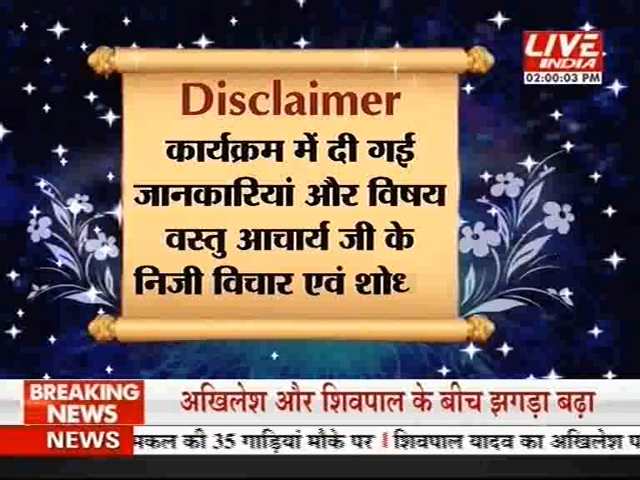 LIVE
INDIA
02:00:03 PM
Disclaimer
कार्यक्रम में दी गई
जानकारियां और विषय
वस्तु आचार्य जी के
निजी विचार एवं शोध
BREAKING
NEWS
अखिलेश और शिवपाल के बीच झगड़ा बढ़ा
NEWS
मकल की 35 गाड़ियां मौके पर । शिवपाल यादव का अखिलेश प